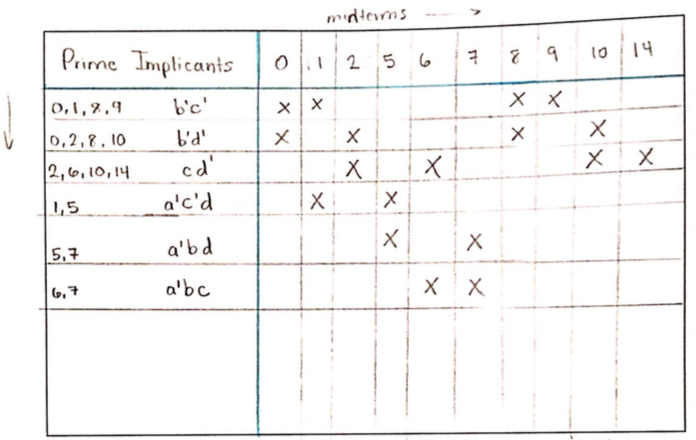 midterms
Prime Implicants 0 1 2 5 6 7 8 9 10 14
0,1,8,9 b'c' x x x x
0,2,8,10 b'd' x x x x
2,6,10,14 cd' x x x x
1,5 a'c'd x x
5,7 a'bd x x
6,7 a'bc x x